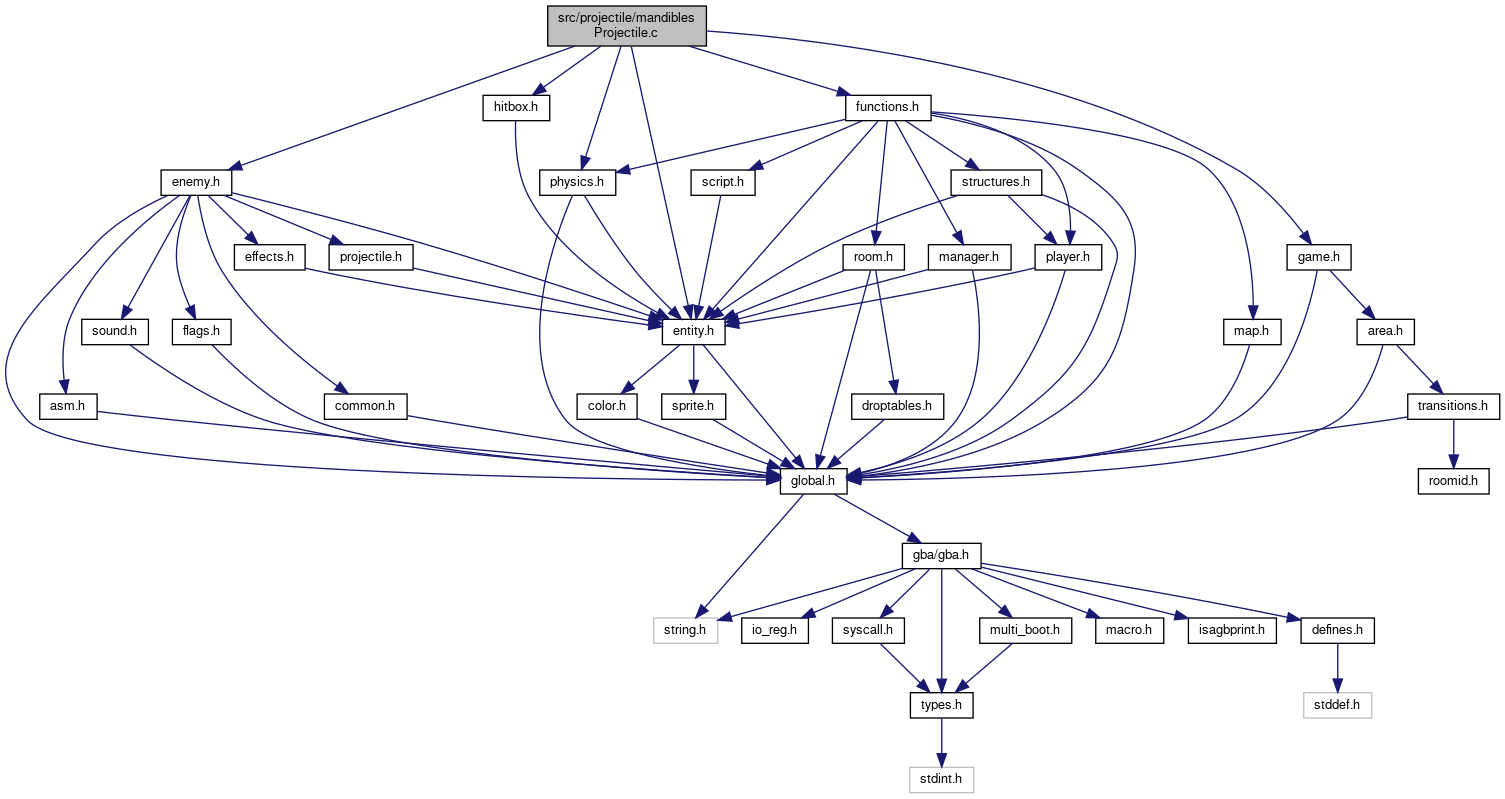 src/projectile/mandibles
Projectile.c
hitbox.h
functions.h
enemy.h
physics.h
script.h
structures.h
effects.h
projectile.h
room.h
manager.h
player.h
game.h
sound.h
flags.h
entity.h
map.h
area.h
asm.h
common.h
color.h
sprite.h
droptables.h
transitions.h
global.h
roomid.h
gba/gba.h
string.h
io_reg.h
syscall.h
multi_boot.h
macro.h
isagbprint.h
defines.h
types.h
stddef.h
stdint.h